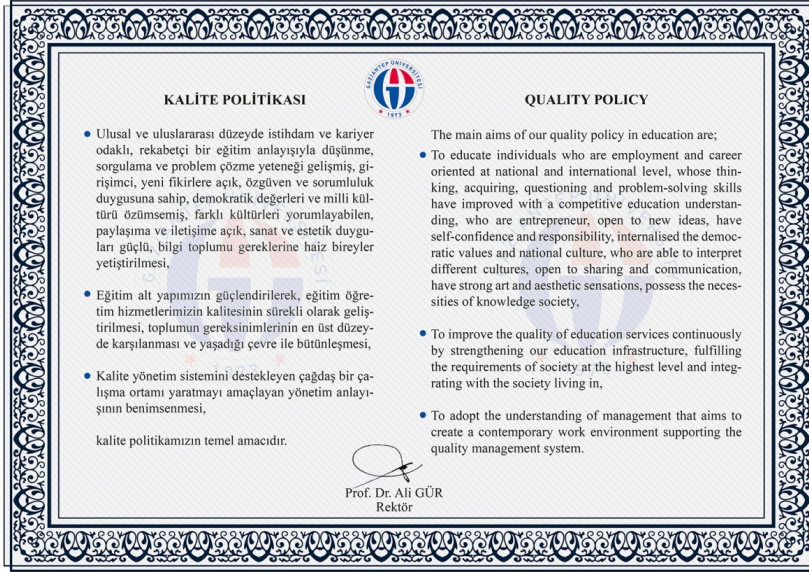 GAZİANTEP ÜNİVERSİTESİ
1973
KALİTE POLİTİKASI
Ulusal ve uluslararası düzeyde istihdam ve kariyer
odaklı, rekabetçi bir eğitim anlayışıyla düşünme,
sorgulama ve problem çözme yeteneği gelişmiş, gi-
rişimci, yeni fikirlere açık, özgüven ve sorumluluk
duygusuna sahip, demokratik değerleri ve milli kül-
türü özümsemiş, farklı kültürleri yorumlayabilen,
paylaşıma ve iletişime açık, sanat ve estetik duygu-
ları güçlü, bilgi toplumu gereklerine haiz bireyler
yetiştirilmesi,
Eğitim alt yapımızın güçlendirilerek, eğitim öğre-
tim hizmetlerimizin kalitesinin sürekli olarak geliş-
tirilmesi, toplumun gereksinimlerinin en üst düzey-
de karşılanması ve yaşadığı çevre ile bütünleşmesi,
Kalite yönetim sistemini destekleyen çağdaş bir ça-
lışma ortamı yaratmayı amaçlayan yönetim anlayı-
şının benimsenmesi,
kalite politikamızın temel amacıdır.
QUALITY POLICY
The main aims of our quality policy in education are;
To educate individuals who are employment and career
oriented at national and international level, whose thin-
king, acquiring, questioning and problem-solving skills
have improved with a competitive education understan-
ding, who are entrepreneur, open to new ideas, have
self-confidence and responsibility, internalised the democ-
ratic values and national culture, who are able to interpret
different cultures, open to sharing and communication,
have strong art and aesthetic sensations, possess the neces-
sities of knowledge society,
To improve the quality of education services continuously
by strengthening our education infrastructure, fulfilling
the requirements of society at the highest level and integ-
rating with the society living in,
To adopt the understanding of management that aims to
create a contemporary work environment supporting the
quality management system.
Prof. Dr. Ali GÜR
Rektör